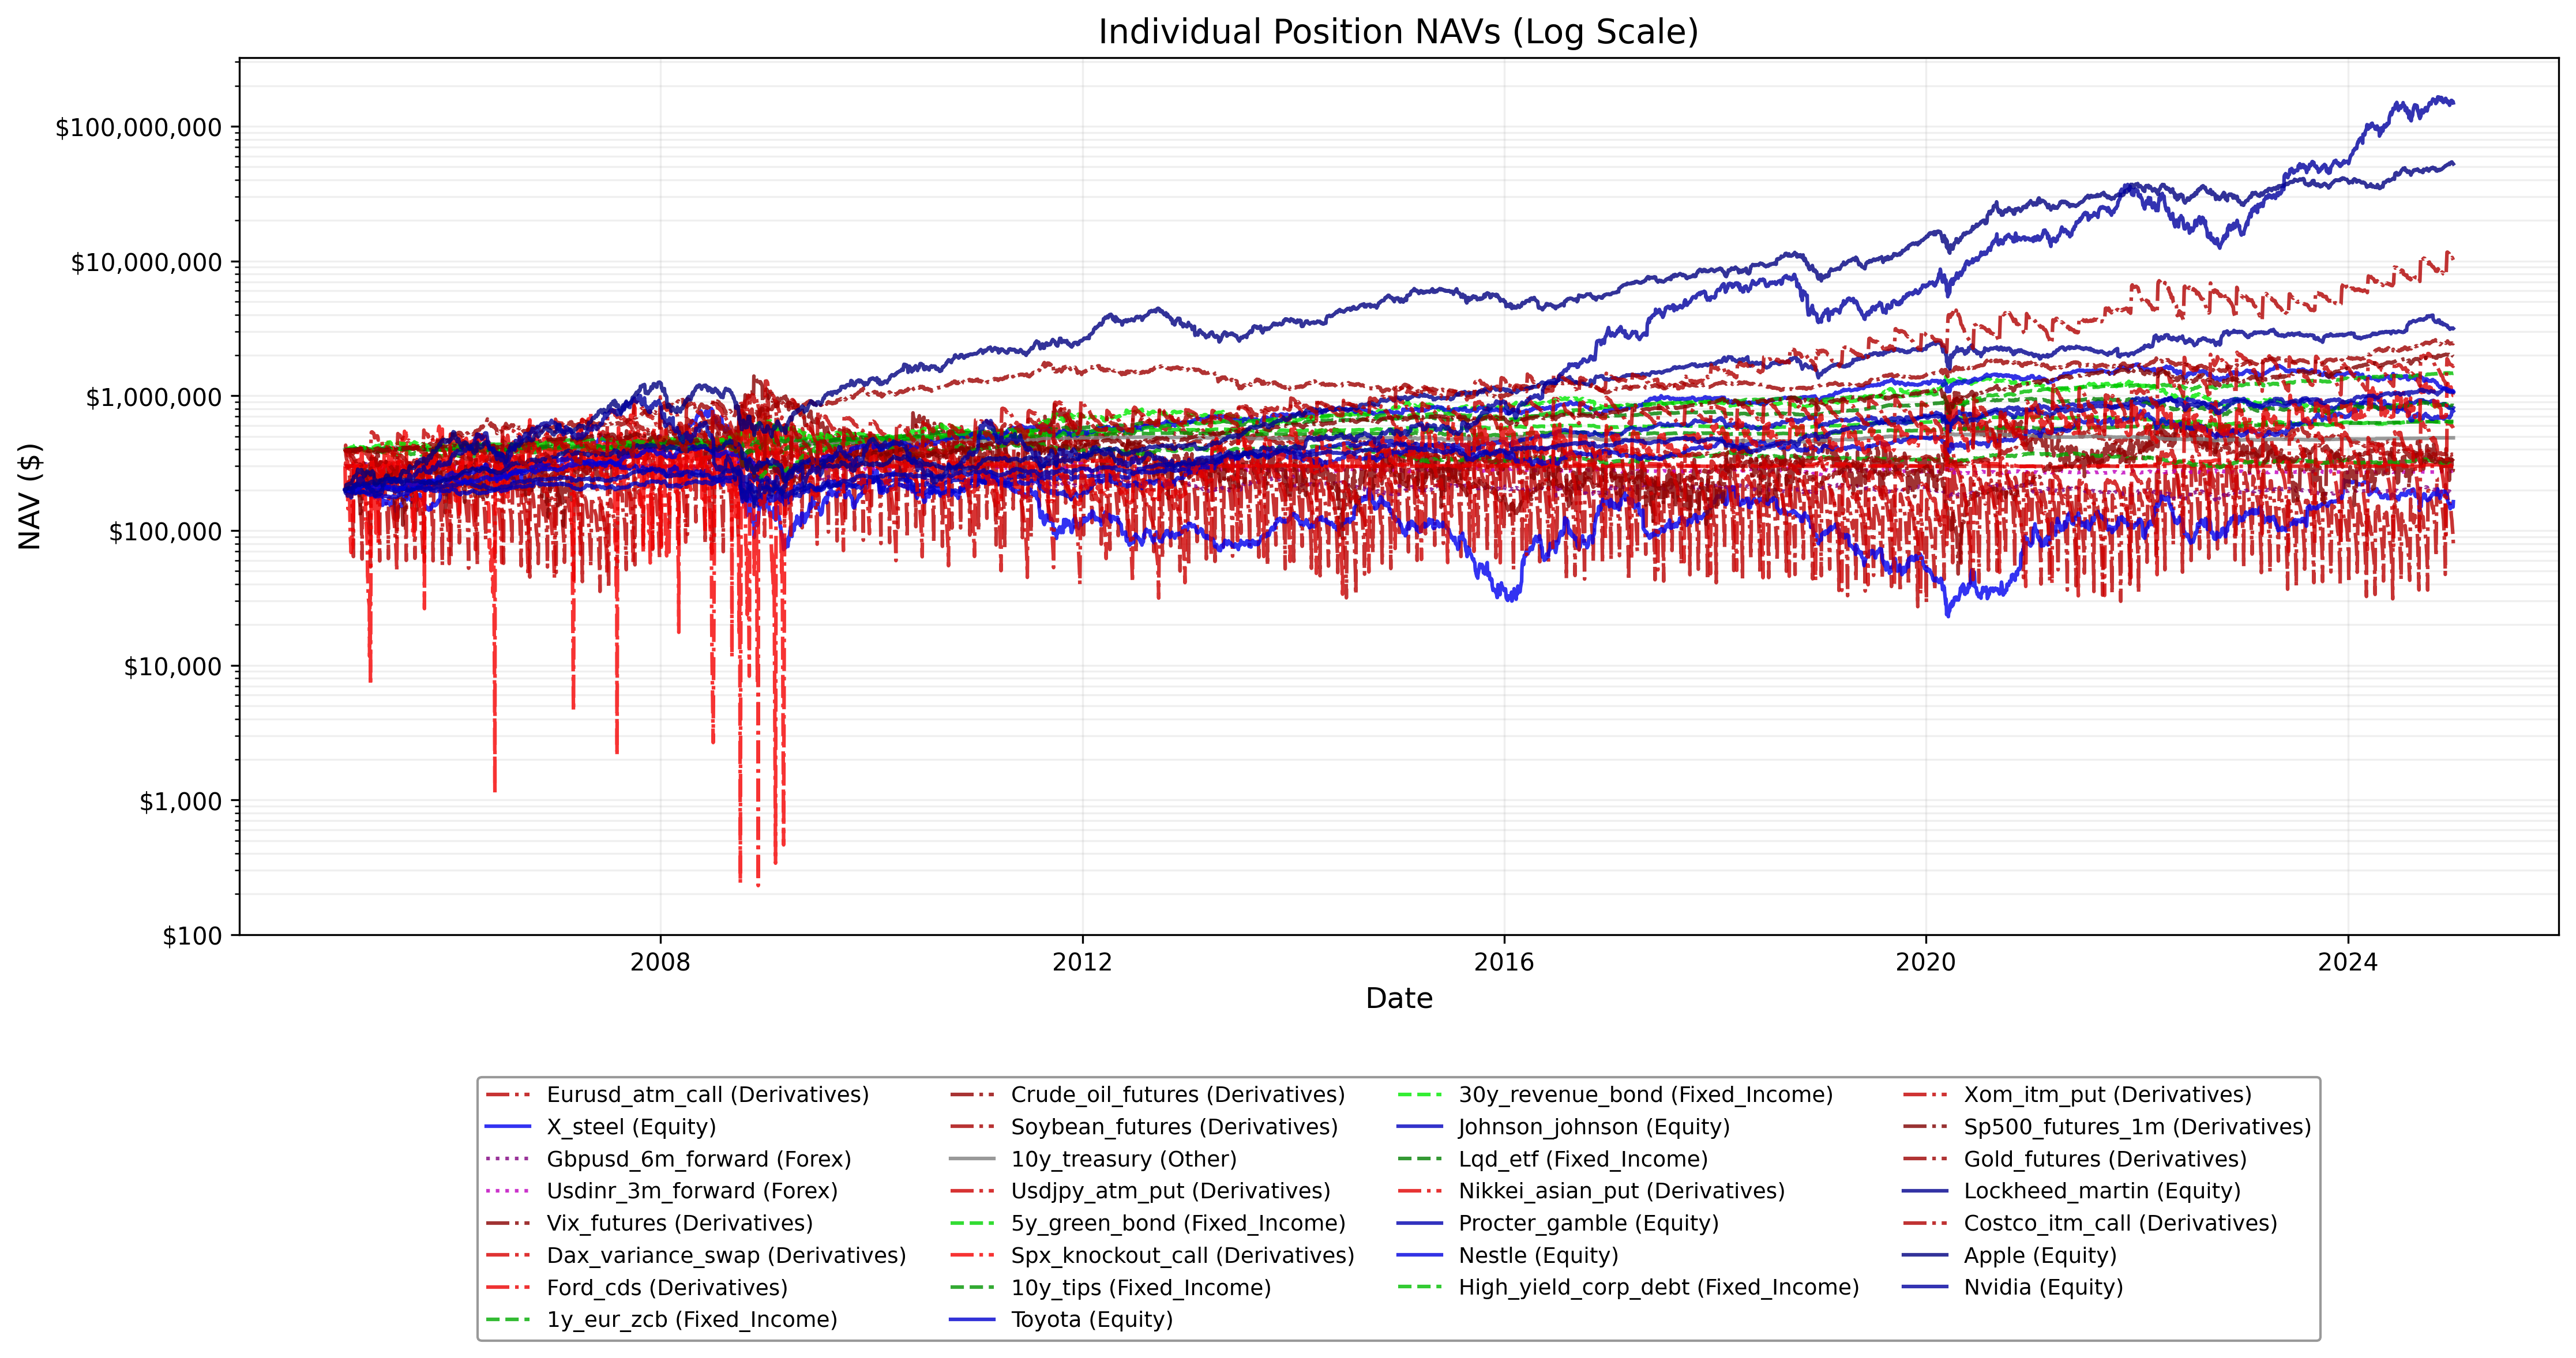 Individual Position NAVs (Log Scale)
$100,000,000
$10,000,000
$1,000,000
$100,000
$10,000
$1,000
$100
NAV ($)
2008
2012
2016
2020
2024
Date
Eurusd_atm_call (Derivatives)
X_steel (Equity)
Gbpusd_6m_forward (Forex)
Usdinr_3m_forward (Forex)
Vix_futures (Derivatives)
Dax_variance_swap (Derivatives)
Ford_cds (Derivatives)
1y_eur_zcb (Fixed_Income)
Crude_oil_futures (Derivatives)
Soybean_futures (Derivatives)
10y_treasury (Other)
Usdjpy_atm_put (Derivatives)
5y_green_bond (Fixed_Income)
Spx_knockout_call (Derivatives)
10y_tips (Fixed_Income)
Toyota (Equity)
30y_revenue_bond (Fixed_Income)
Johnson_johnson (Equity)
Lqd_etf (Fixed_Income)
Nikkei_asian_put (Derivatives)
Procter_gamble (Equity)
Nestle (Equity)
High_yield_corp_debt (Fixed_Income)
Xom_itm_put (Derivatives)
Sp500_futures_1m (Derivatives)
Gold_futures (Derivatives)
Lockheed_martin (Equity)
Costco_itm_call (Derivatives)
Apple (Equity)
Nvidia (Equity)